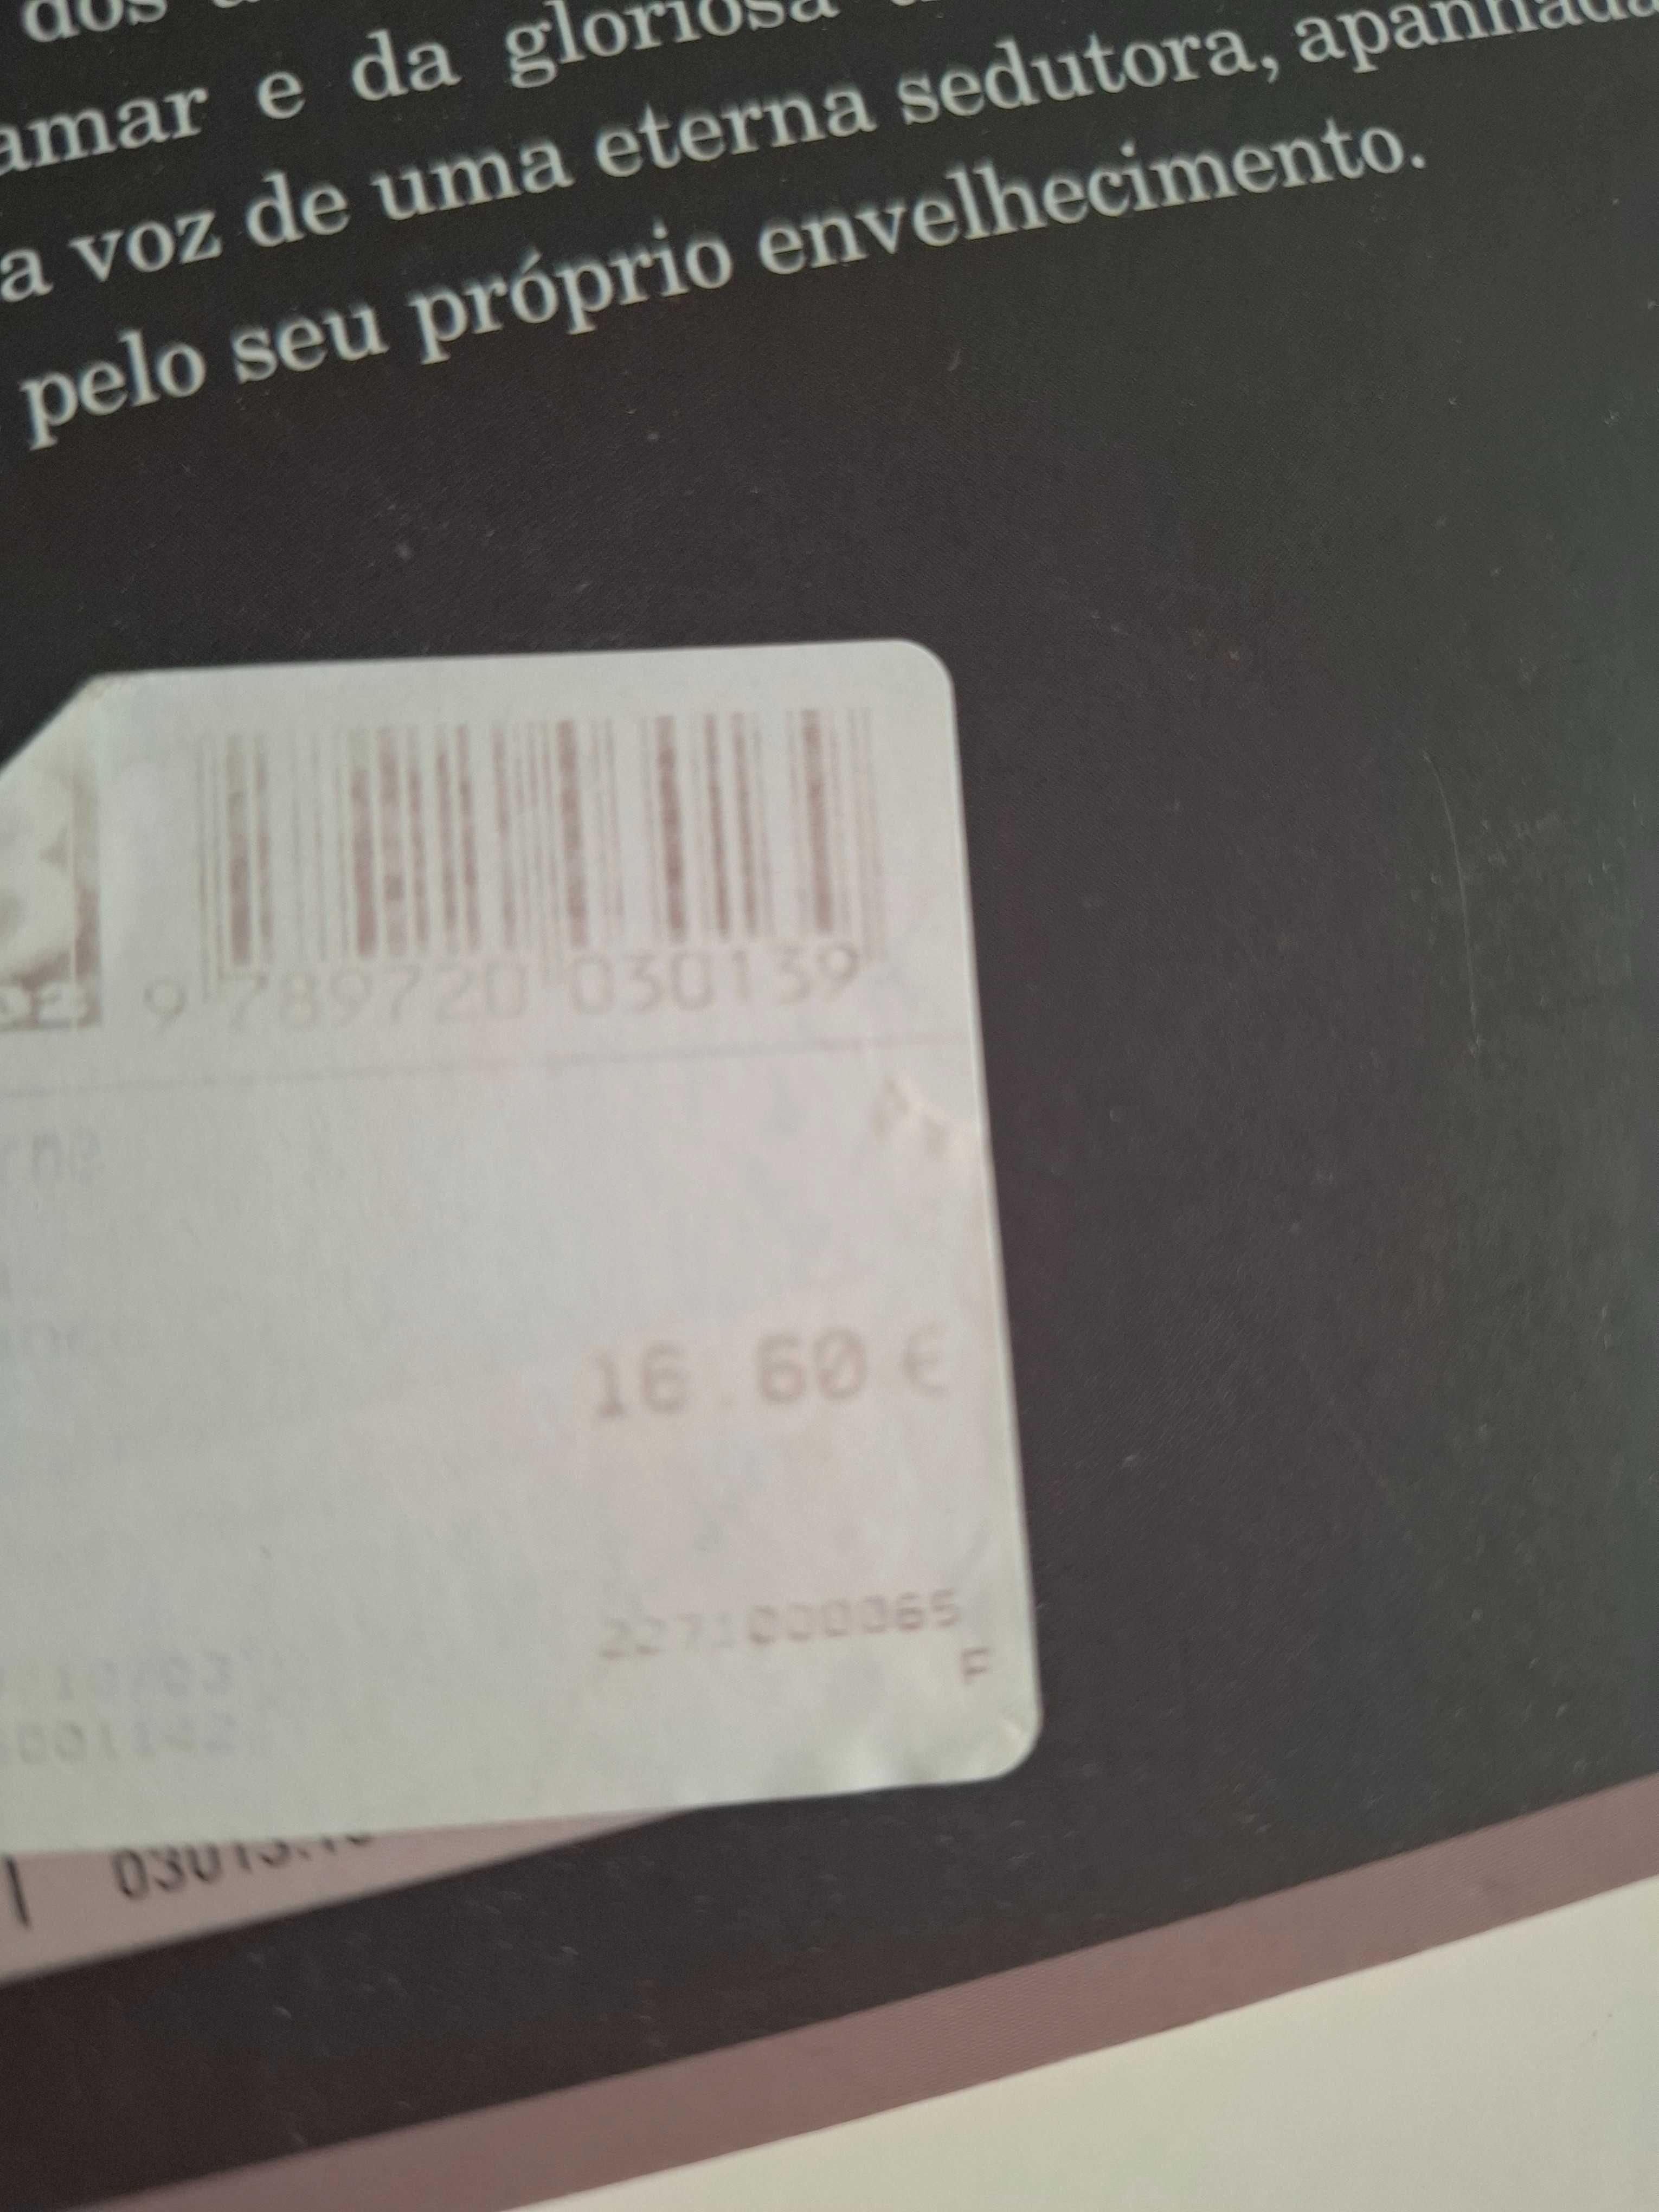 dos
amar e da gloriosa
a voz de uma eterna sedutora, apanhada
pelo seu próprio envelhecimento.
9 789720 030139
16.60 €
2271000065
F